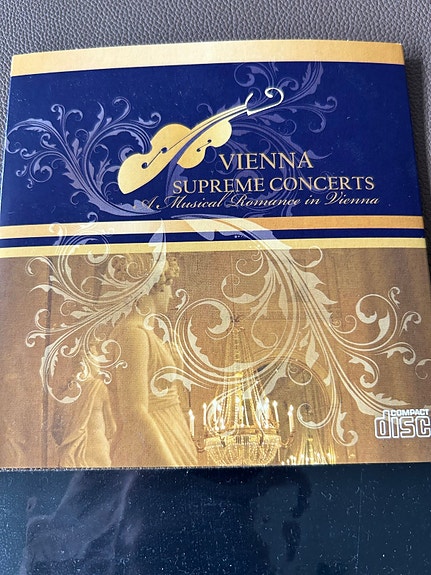 VIENNA
SUPREME CONCERTS
A Musical Romance in Vienna
COMPACT
disc